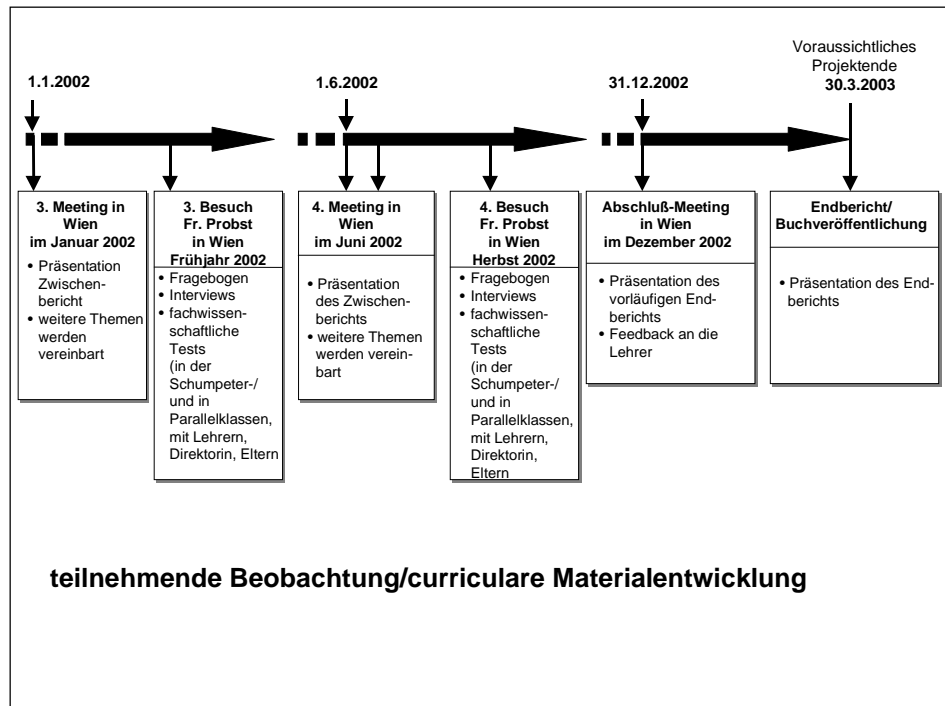 Voraussichtliches
Projektende
30.3.2003
1.1.2002
1.6.2002
31.12.2002
3. Meeting in
Wien
im Januar 2002
• Präsentation
Zwischen-
bericht
• weitere Themen
werden
vereinbart
3. Besuch
Fr. Probst
in Wien
Frühjahr 2002
• Fragebogen
• Interviews
• fachwissen-
schaftliche
Tests
(in der
Schumpeter-/
und in
Parallelklassen,
mit Lehrern,
Direktorin, Eltern
4. Meeting in
Wien
im Juni 2002
• Präsentation
des Zwischen-
berichts
• weitere Themen
werden verein-
bart
4. Besuch
Fr. Probst
in Wien
Herbst 2002
• Fragebogen
• Interviews
• fachwissen-
schaftliche
Tests
(in der
Schumpeter-/
und in
Parallelklassen,
mit Lehrern,
Direktorin,
Eltern
Abschluß-Meeting
in Wien
im Dezember 2002
• Präsentation des
vorläufigen End-
berichts
• Feedback an die
Lehrer
Endbericht/
Buchveröffentlichung
• Präsentation des End-
berichts
teilnehmende Beobachtung/curriculare Materialentwicklung